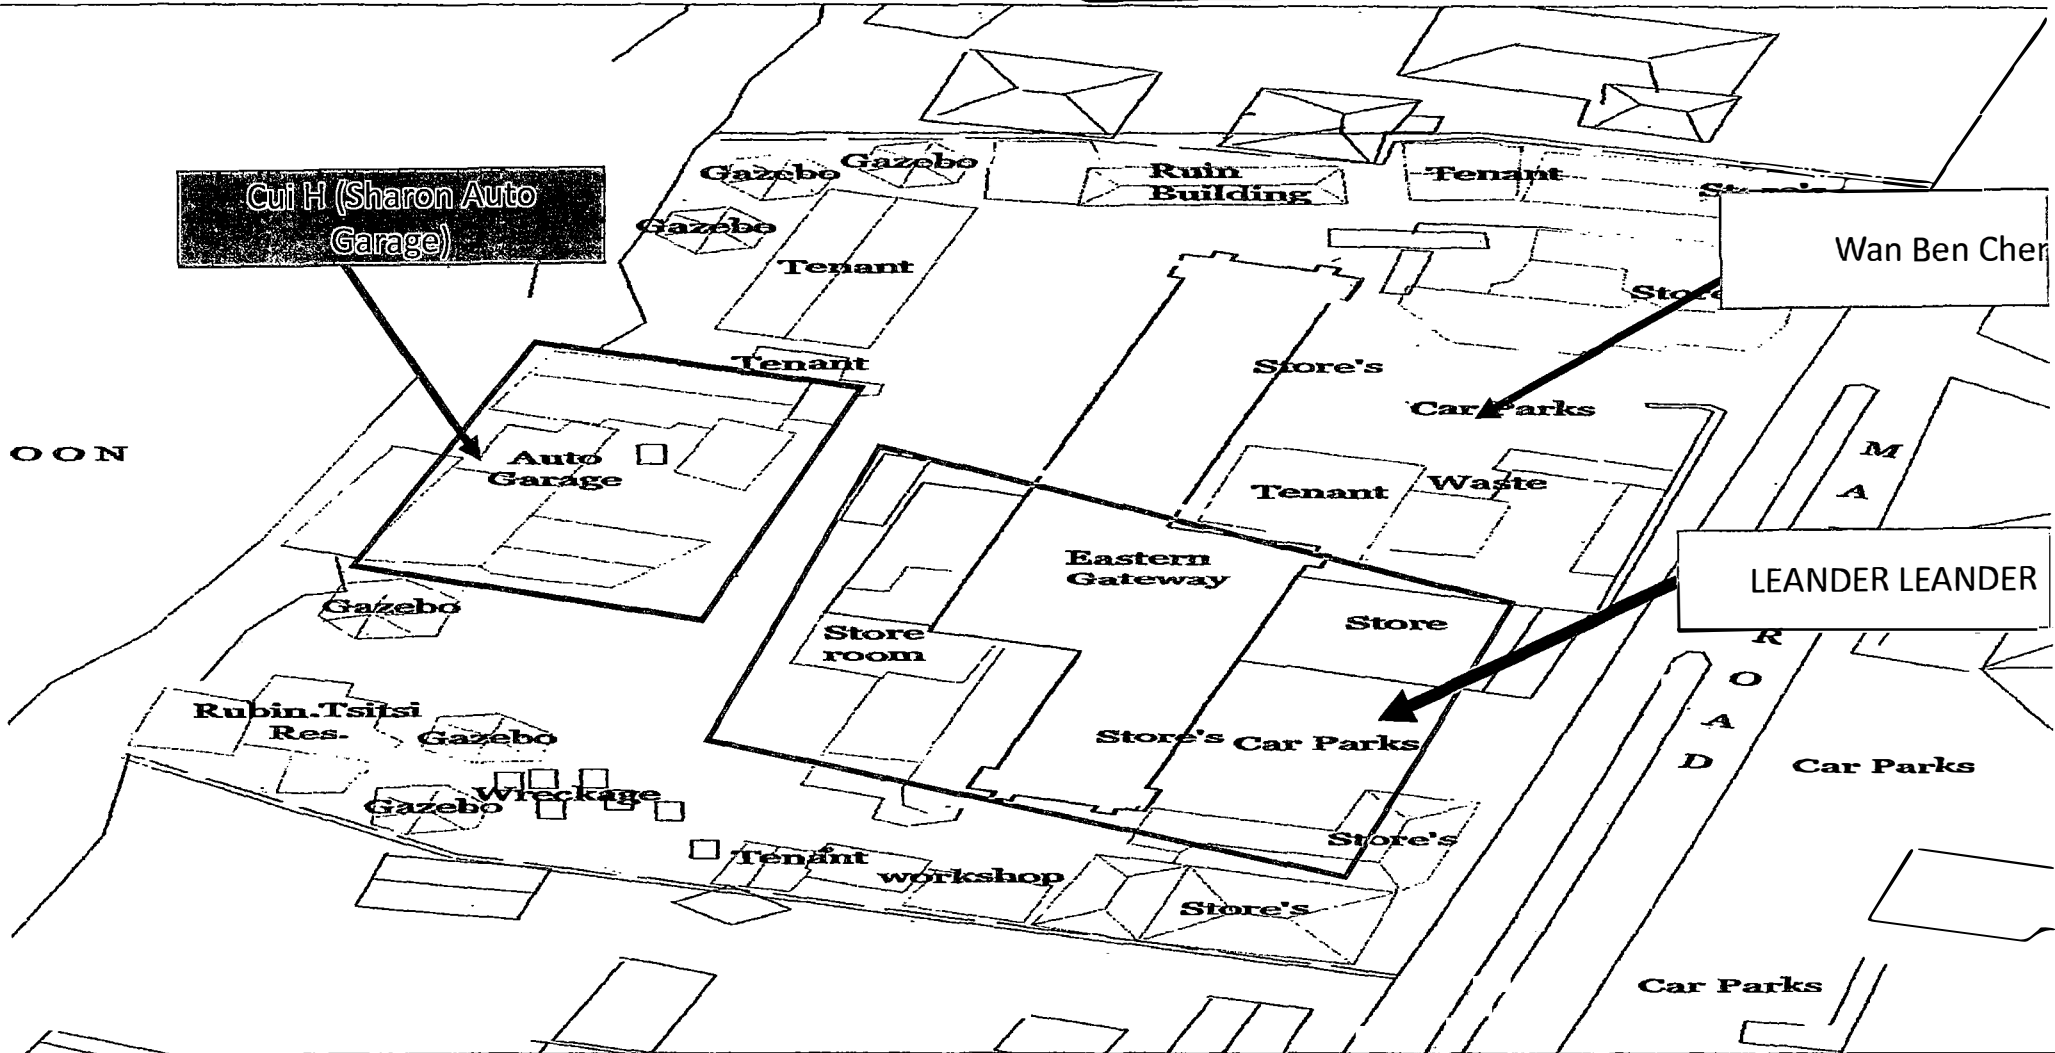 Gazebo
Gazebo
Ruin
Building
Tenant
Cui H (Sharon Auto
Garage)
Gazebo
Tenant
Wan Ben Cher
Store's
Tenant
Car Parks
OON
Auto
Garage
Tenant
Waste
M
A
Eastern
Gateway
LEANDER LEANDER
Gazebo
Store
room
Store
R
O
A
D
Rubin.Tsitsi
Res.
Gazebo
Store's
Car Parks
Car Parks
Gazebo
Wreckage
Store's
Tenant
workshop
Store's
Car Parks